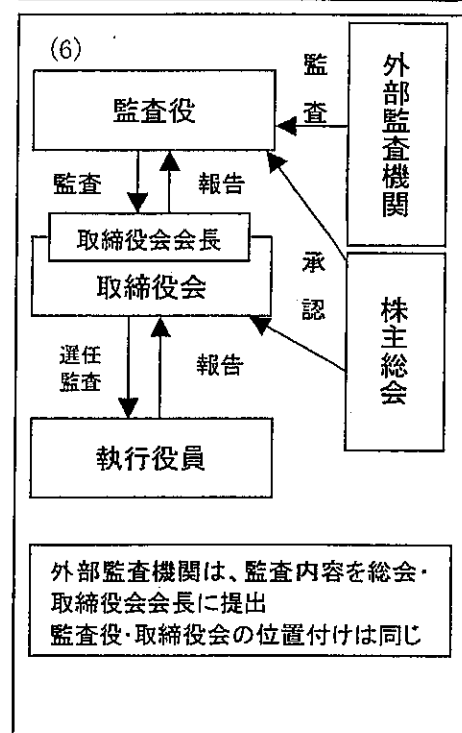 (6)
監査
外部監査機関
監査役
監査
報告
取締役会会長
取締役会
承認
株主総会
選任
監査
報告
執行役員
外部監査機関は、監査内容を総会・
取締役会会長に提出
監査役・取締役会の位置付けは同じ